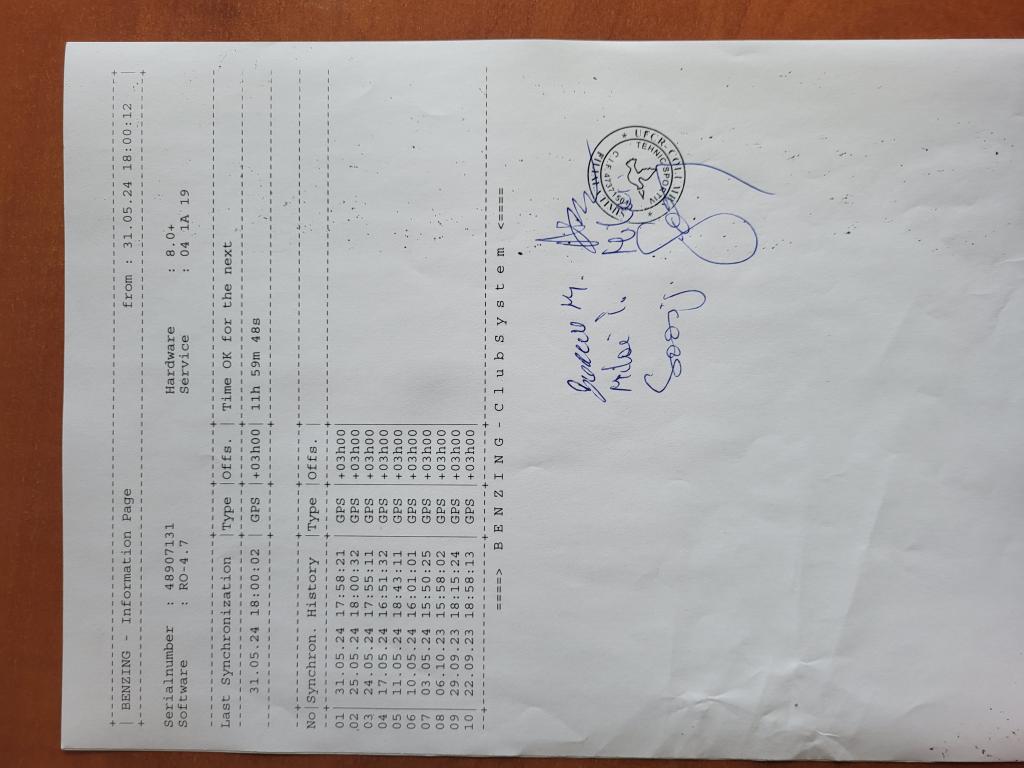 | BENZING - Information Page from : 31.05.24 18:00:12 |
Serialnumber : 48907131 Hardware : 8.0+
Software : RO-4.7 Service : 04 1A 19
Last Synchronization |Type |Offs. | Time OK for the next
31.05.24 18:00:02 | GPS |+03h00| 11h 59m 48s
No|Synchron. History |Type |Offs. |
01 | 31.05.24 17:58:21 | GPS |+03h00|
02 | 25.05.24 18:00:32 | GPS |+03h00|
03 | 24.05.24 17:55:11 | GPS |+03h00|
04 | 17.05.24 16:51:32 | GPS |+03h00|
05 | 11.05.24 18:43:11 | GPS |+03h00|
06 | 10.05.24 16:01:01 | GPS |+03h00|
07 | 03.05.24 15:50:25 | GPS |+03h00|
08 | 06.10.23 15:58:02 | GPS |+03h00|
09 | 29.09.23 18:15:24 | GPS |+03h00|
10 | 22.09.23 18:58:13 | GPS |+03h00|
====> B E N Z I N G - C l u b s y s t e m <====
TEHNIC SPORTIV